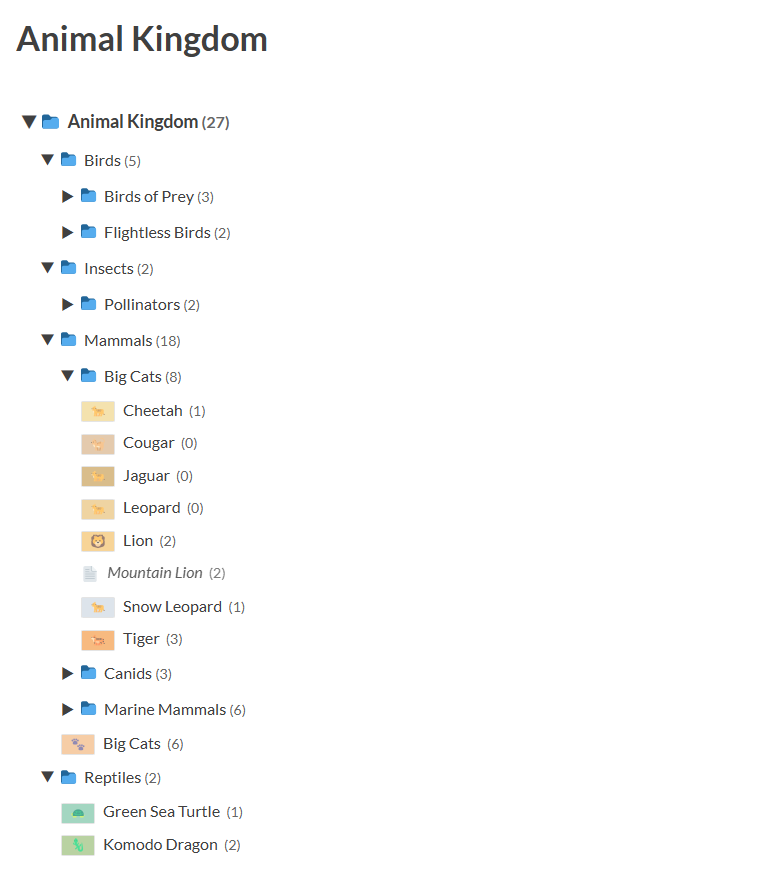 Animal Kingdom
Animal Kingdom (27)
Birds (5)
Birds of Prey (3)
Flightless Birds (2)
Insects (2)
Pollinators (2)
Mammals (18)
Big Cats (8)
Cheetah (1)
Cougar (0)
Jaguar (0)
Leopard (0)
Lion (2)
Mountain Lion (2)
Snow Leopard (1)
Tiger (3)
Canids (3)
Marine Mammals (6)
Big Cats (6)
Reptiles (2)
Green Sea Turtle (1)
Komodo Dragon (2)